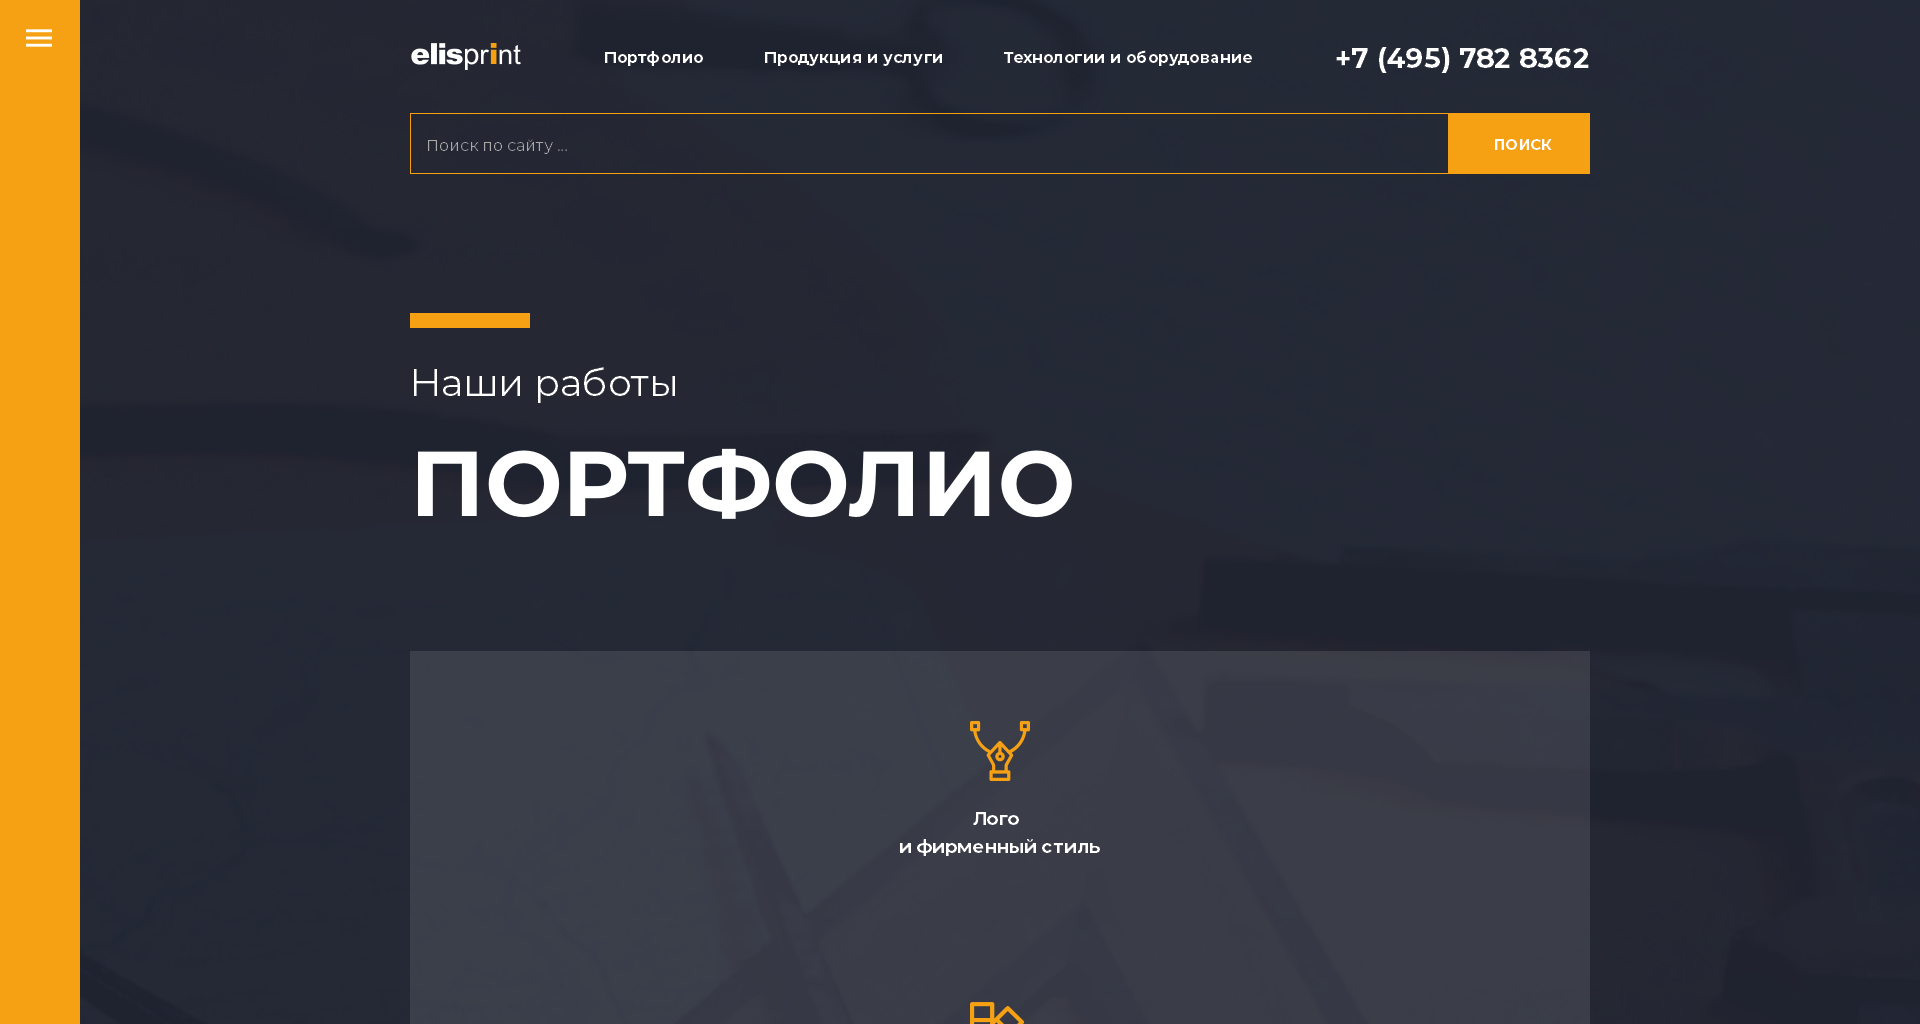 elisprint
Портфолио
Продукция и услуги
Технологии и оборудование
+7 (495) 782 8362
Поиск по сайту ...
ПОИСК
Наши работы
ПОРТФОЛИО
Лого
и фирменный стиль